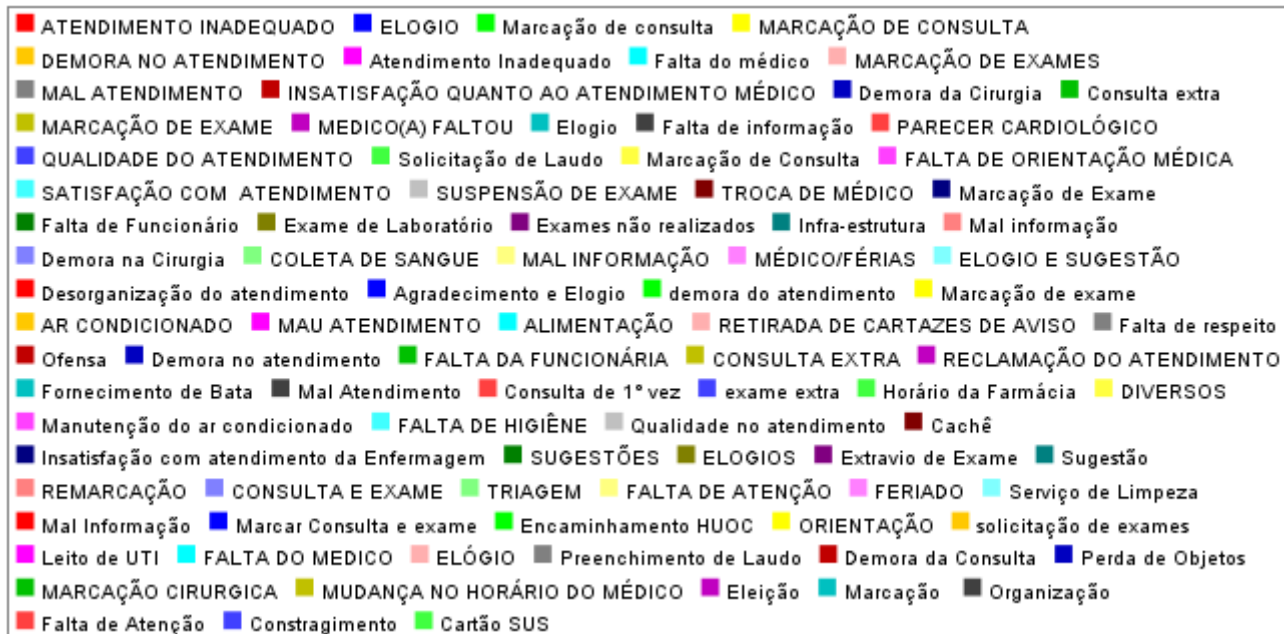 ATENDIMENTO INADEQUADO ELOGIO Marcação de consulta MARCAÇÃO DE CONSULTA
DEMORA NO ATENDIMENTO Atendimento Inadequado Falta do médico MARCAÇÃO DE EXAMES
MAL ATENDIMENTO INSATISFAÇÃO QUANTO AO ATENDIMENTO MÉDICO Demora da Cirurgia Consulta extra
MARCAÇÃO DE EXAME MEDICO(A) FALTOU Elogio Falta de informação PARECER CARDIOLÓGICO
QUALIDADE DO ATENDIMENTO Solicitação de Laudo Marcação de Consulta FALTA DE ORIENTAÇÃO MÉDICA
SATISFAÇÃO COM ATENDIMENTO SUSPENSÃO DE EXAME TROCA DE MÉDICO Marcação de Exame
Falta de Funcionário Exame de Laboratório Exames não realizados Infra-estrutura Mal informação
Demora na Cirurgia COLETA DE SANGUE MAL INFORMAÇÃO MÉDICO/FÉRIAS ELOGIO E SUGESTÃO
Desorganização do atendimento Agradecimento e Elogio demora do atendimento Marcação de exame
AR CONDICIONADO MAU ATENDIMENTO ALIMENTAÇÃO RETIRADA DE CARTAZES DE AVISO Falta de respeito
Ofensa Demora no atendimento FALTA DA FUNCIONÁRIA CONSULTA EXTRA RECLAMAÇÃO DO ATENDIMENTO
Fornecimento de Bata Mal Atendimento Consulta de 1° vez exame extra Horário da Farmácia DIVERSOS
Manutenção do ar condicionado FALTA DE HIGIÊNE Qualidade no atendimento Cachê
Insatisfação com atendimento da Enfermagem SUGESTÕES ELOGIOS Extravio de Exame Sugestão
REMARCAÇÃO CONSULTA E EXAME TRIAGEM FALTA DE ATENÇÃO FERIADO Serviço de Limpeza
Mal Informação Marcar Consulta e exame Encaminhamento HUOC ORIENTAÇÃO solicitação de exames
Leito de UTI FALTA DO MEDICO ELÓGIO Preenchimento de Laudo Demora da Consulta Perda de Objetos
MARCAÇÃO CIRURGICA MUDANÇA NO HORÁRIO DO MÉDICO Eleição Marcação Organização
Falta de Atenção Constragimento Cartão SUS